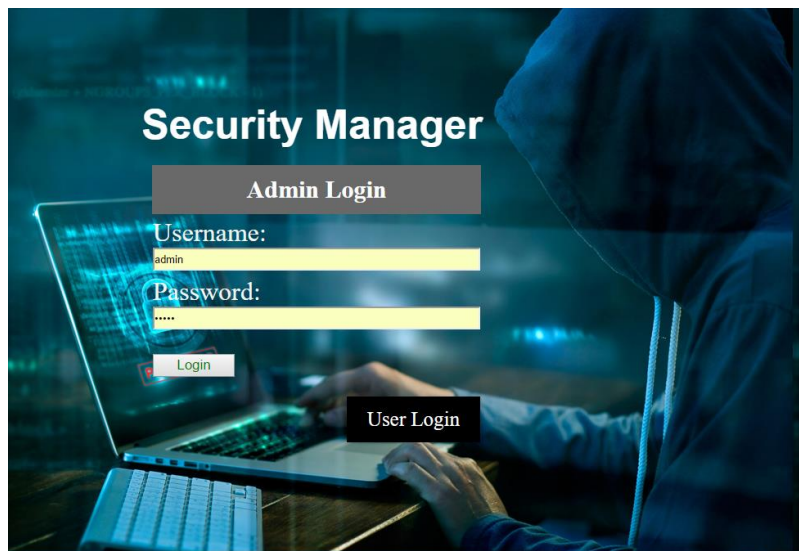 Security Manager
Admin Login
Username:
admin
Password:
•••••
Login
User Login